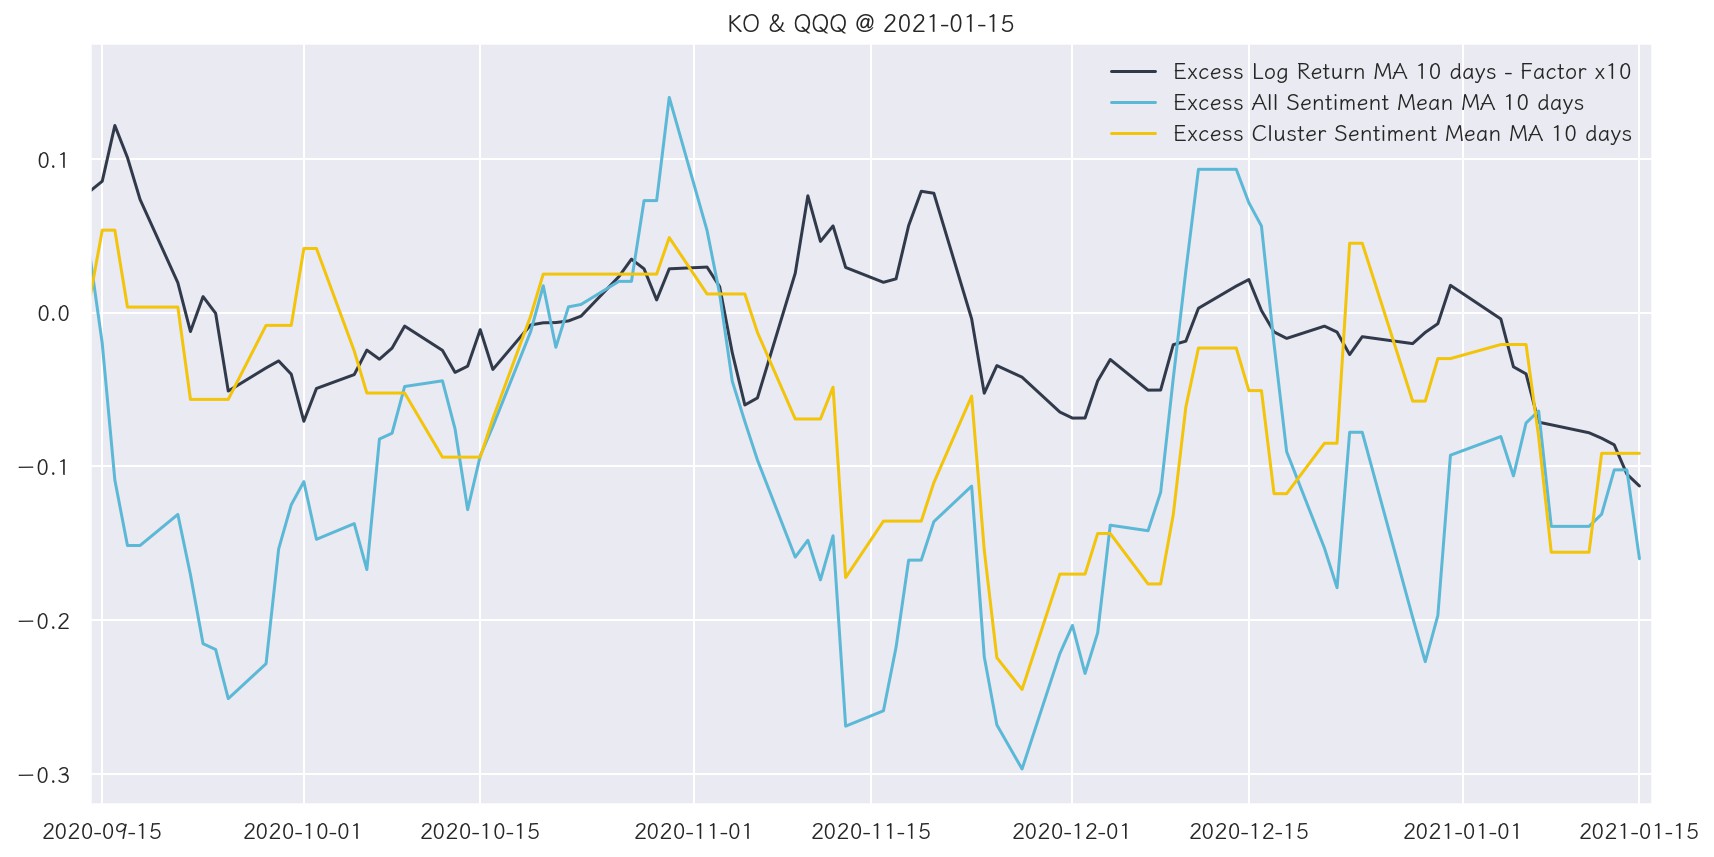 KO & QQQ @ 2021-01-15
Excess Log Return MA 10 days - Factor x10
Excess All Sentiment Mean MA 10 days
Excess Cluster Sentiment Mean MA 10 days
0.1
0.0
−0.1
−0.2
−0.3
2020-09-15 2020-10-01 2020-10-15 2020-11-01 2020-11-15 2020-12-01 2020-12-15 2021-01-01 2021-01-15